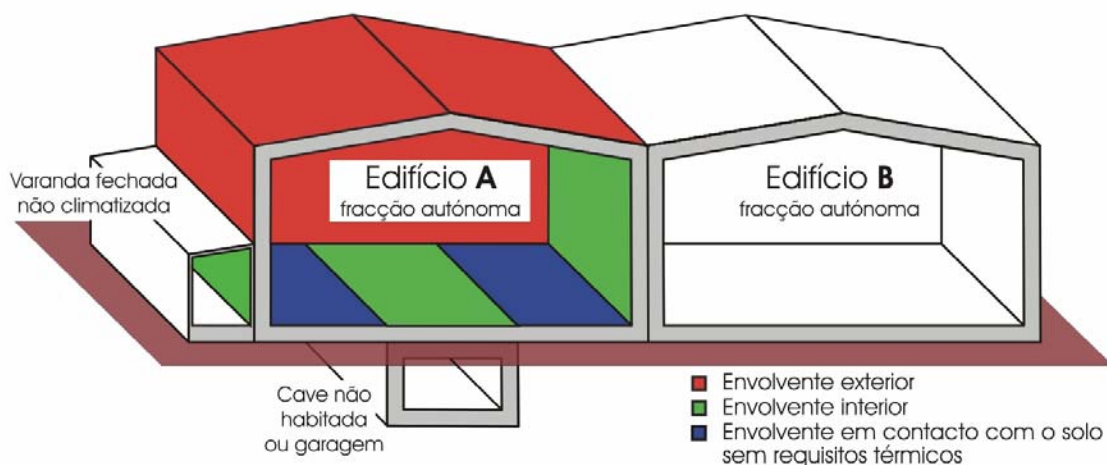 Varanda fechada
não climatizada
Edifício A
fracção autónoma
Edifício B
fracção autónoma
Cave não
habitada
ou garagem
Envolvente exterior
Envolvente interior
Envolvente em contacto com o solo
sem requisitos térmicos